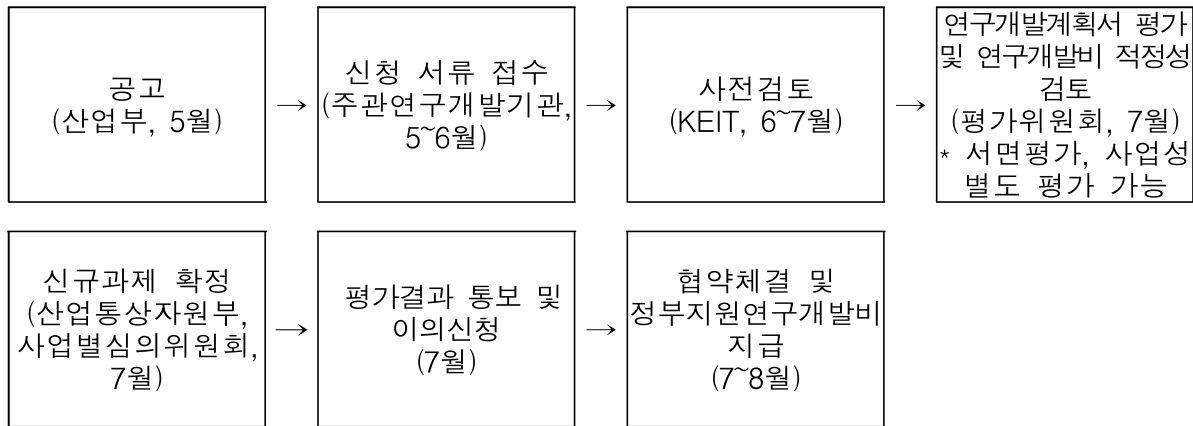 공고
(산업부, 5월)
→
신청 서류 접수
(주관연구개발기관,
5~6월)
→
사전검토
(KEIT, 6~7월)
→
연구개발계획서 평가
및 연구개발비 적정성
검토
(평가위원회, 7월)
* 서면평가, 사업성
별도 평가 가능
신규과제 확정
(산업통상자원부,
사업별심의위원회,
7월)
→
평가결과 통보 및
이의신청
(7월)
→
협약체결 및
정부지원연구개발비
지급
(7~8월)